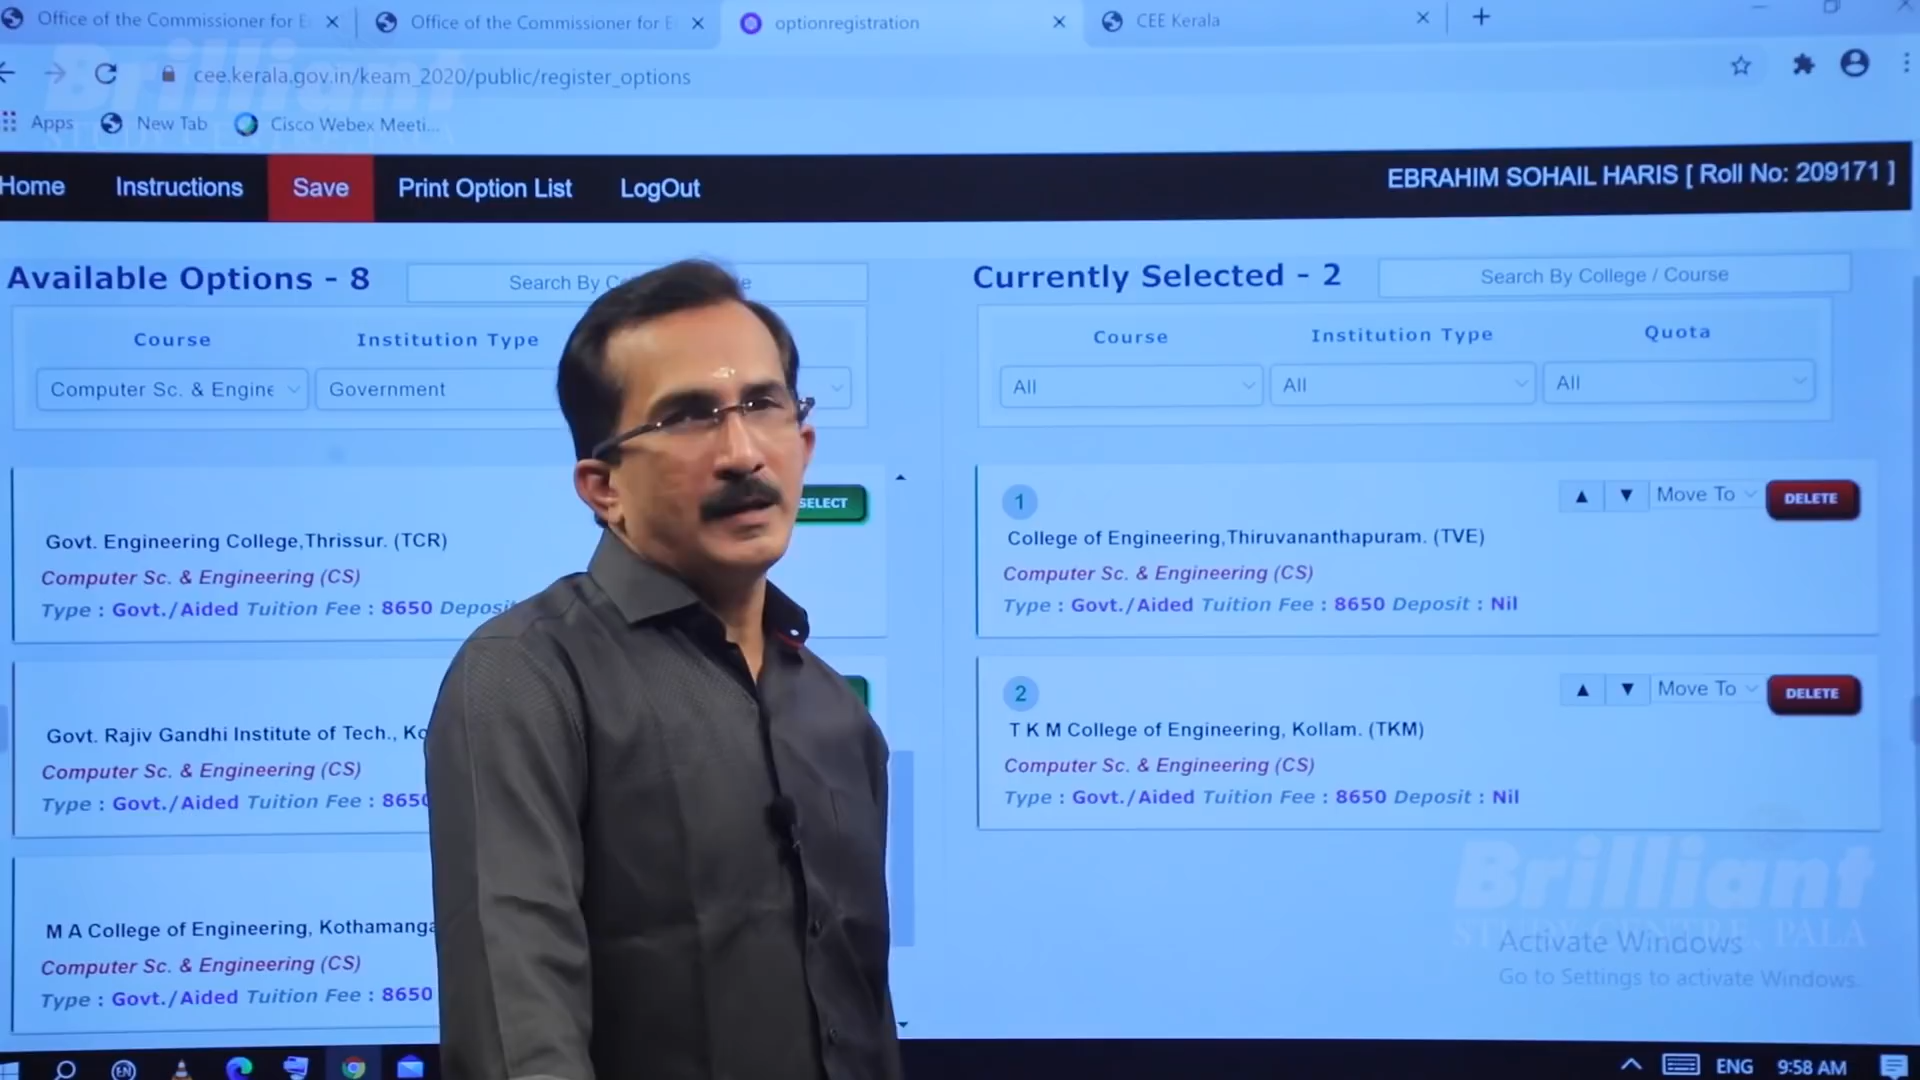 Office of the Commissioner for E
Office of the Commissioner for E
optionregistration
CEE Kerala
cee.kerala.gov.in/keam_2020/public/register_options
Apps
New Tab
Cisco Webex Meeti...
Brilliant
Home
Instructions
Save
Print Option List
LogOut
EBRAHIM SOHAIL HARIS [ Roll No: 209171 ]
Available Options - 8
Search By
Course
Institution Type
Computer Sc. & Engine
Government
SELECT
Govt. Engineering College,Thrissur. (TCR)
Computer Sc. & Engineering (CS)
Type : Govt./Aided Tuition Fee : 8650 Deposi
Govt. Rajiv Gandhi Institute of Tech., Ko
Computer Sc. & Engineering (CS)
Type : Govt./Aided Tuition Fee : 8650
M A College of Engineering, Kothamanga
Computer Sc. & Engineering (CS)
Type : Govt./Aided Tuition Fee : 8650
Currently Selected - 2
Search By College / Course
Course
Institution Type
Quota
All
All
All
1
▲ ▼ Move To DELETE
College of Engineering,Thiruvananthapuram. (TVE)
Computer Sc. & Engineering (CS)
Type : Govt./Aided Tuition Fee : 8650 Deposit : Nil
2
▲ ▼ Move To DELETE
T K M College of Engineering, Kollam. (TKM)
Computer Sc. & Engineering (CS)
Type : Govt./Aided Tuition Fee : 8650 Deposit : Nil
Brilliant
STUDY CENTRE, PALA
Activate Windows
Go to Settings to activate Windows.
EN
ENG
9:58 AM